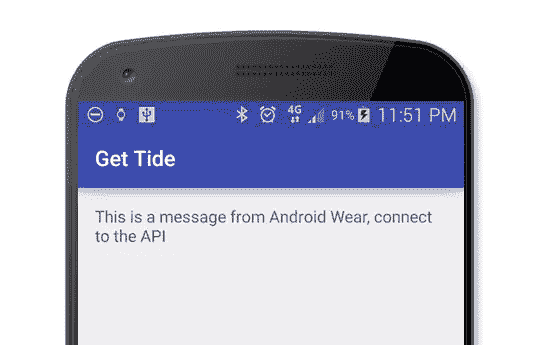 4G 91% 11:51 PM
Get Tide
This is a message from Android Wear, connect
to the API